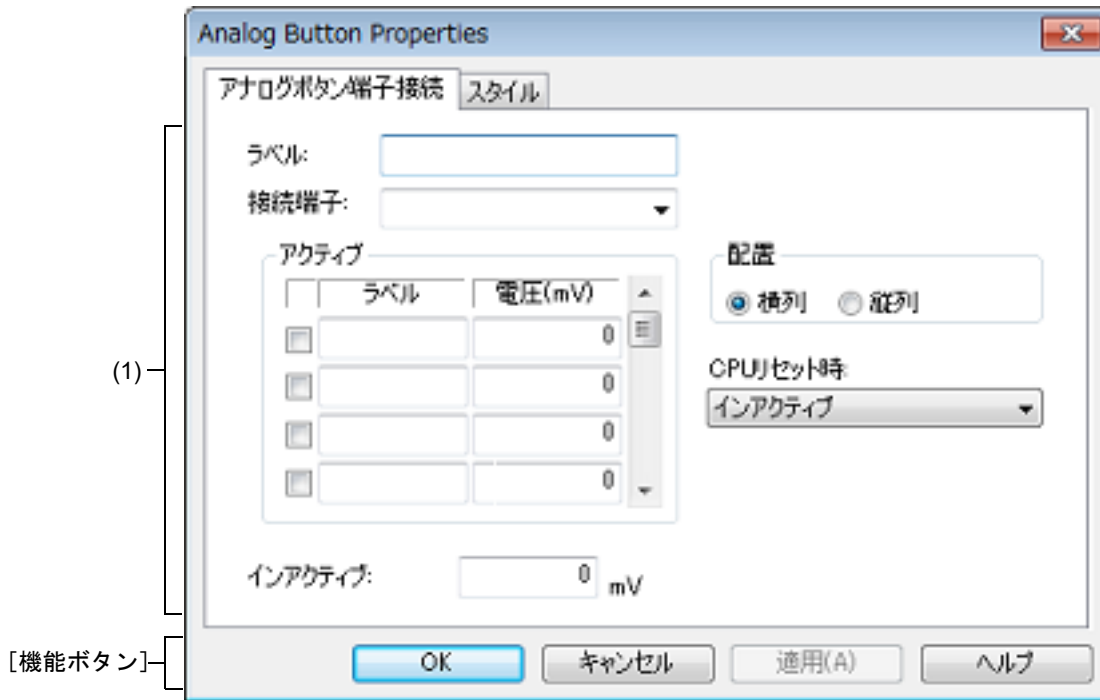 Analog Button Properties
アナログボタン端子接続 スタイル
ラベル:
接続端子:
アクティブ
ラベル 電圧(mV)
0
0
0
0
配置
横列 縦列
CPUリセット時:
インアクティブ
インアクティブ: 0 mV
(1)
[機能ボタン]
OK キャンセル 適用(A) ヘルプ